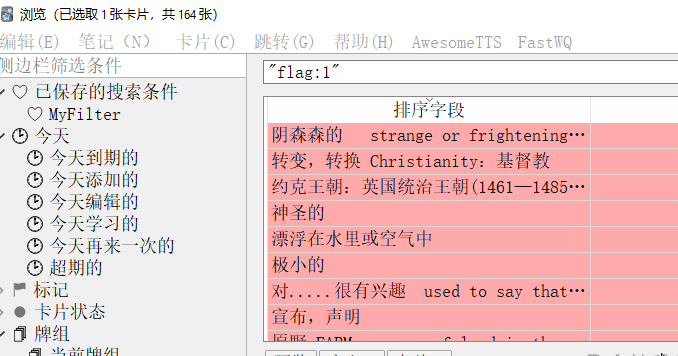 浏览（已选取 1 张卡片，共 164 张）
编辑(E) 笔记（N） 卡片(C) 跳转(G) 帮助(H) AwesomeTTS FastWQ
侧边栏筛选条件
"flag:1"
已保存的搜索条件
MyFilter
今天
今天到期的
今天添加的
今天编辑的
今天学习的
今天再来一次的
超期的
标记
卡片状态
牌组
当前牌组
排序字段
阴森森的 strange or frightening…
转变，转换 Christianity: 基督教
约克王朝: 英国统治王朝(1461—1485…
神圣的
漂浮在水里或空气中
极小的
对.....很有兴趣 used to say that…
宣布，声明